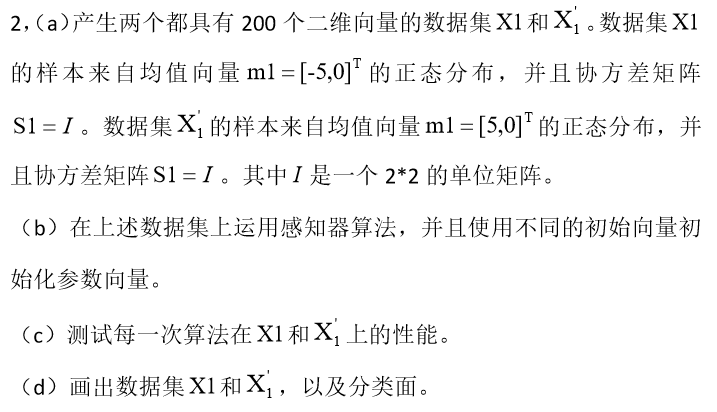 2,（a)产生两个都具有 200 个二维向量的数据集 X1 和 X₁'。数据集 X1
的样本来自均值向量 m1 = [-5,0]ᵀ 的正态分布，并且协方差矩阵
S1 = I 。数据集 X₁' 的样本来自均值向量 m1 = [5,0]ᵀ 的正态分布，并
且协方差矩阵 S1 = I 。其中 I 是一个 2*2 的单位矩阵。
（b）在上述数据集上运用感知器算法，并且使用不同的初始向量初
始化参数向量。
（c）测试每一次算法在 X1 和 X₁' 上的性能。
（d）画出数据集 X1 和 X₁'，以及分类面。